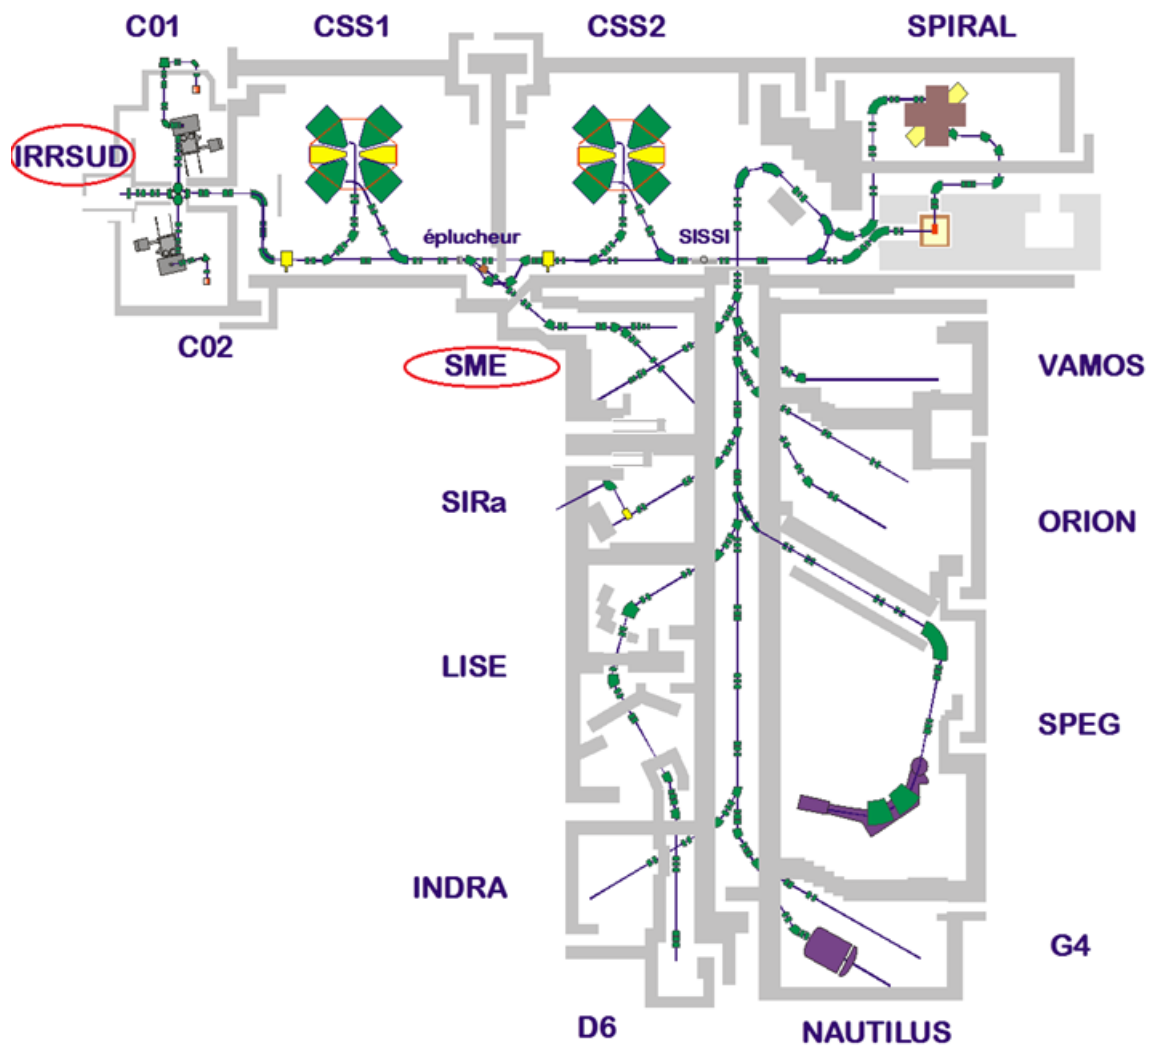 C01
CSS1
CSS2
SPIRAL
IRRSUD
éplucheur
SISSI
C02
SME
VAMOS
SIRa
ORION
LISE
SPEG
INDRA
G4
D6
NAUTILUS